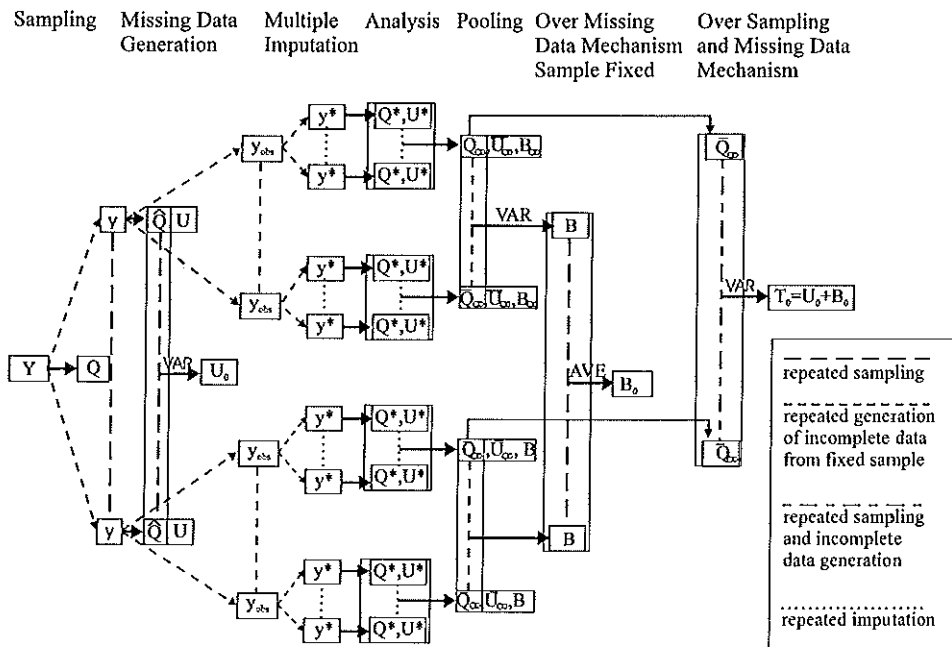 Sampling
Missing Data
Generation
Multiple
Imputation
Analysis
Pooling
Over Missing
Data Mechanism
Sample Fixed
Over Sampling
and Missing Data
Mechanism
y* Q*,U*
y_obs
y* Q*,U*
Q̄∞,Ū∞,B∞
Q̄∞
y Q̂ U
VAR
B
y* Q*,U*
y_obs
y* Q*,U*
Q̄∞,Ū∞,B∞
VAR
T₀=U₀+B₀
Y Q
VAR
U₀
AVE
B₀
y* Q*,U*
y_obs
y* Q*,U*
Q̄∞,Ū∞,B
Q̄∞
y Q̂ U
B
y* Q*,U*
y_obs
y* Q*,U*
Q̄∞,Ū∞,B
repeated sampling
repeated generation
of incomplete data
from fixed sample
repeated sampling
and incomplete
data generation
repeated imputation